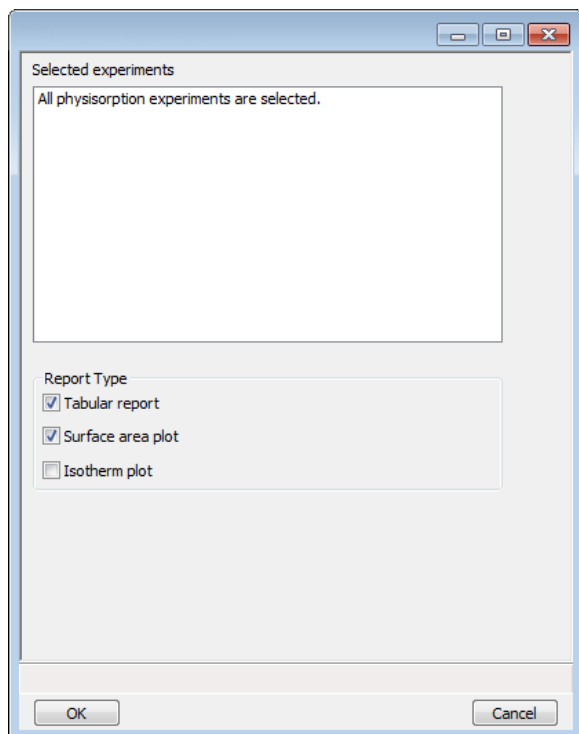 Selected experiments
All physisorption experiments are selected.
Report Type
Tabular report
Surface area plot
Isotherm plot
OK
Cancel